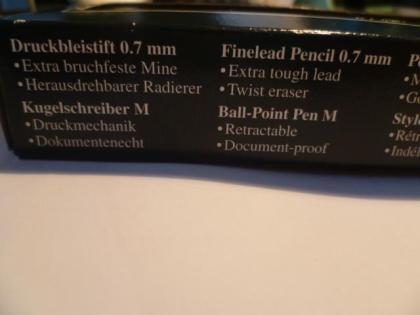 Druckbleistift 0.7 mm
•Extra bruchfeste Mine
•Herausdrehbarer Radierer
Kugelschreiber M
•Druckmechanik
•Dokumentenecht
Finelead Pencil 0.7 mm
•Extra tough lead
•Twist eraser
Ball-Point Pen M
•Retractable
•Document-proof